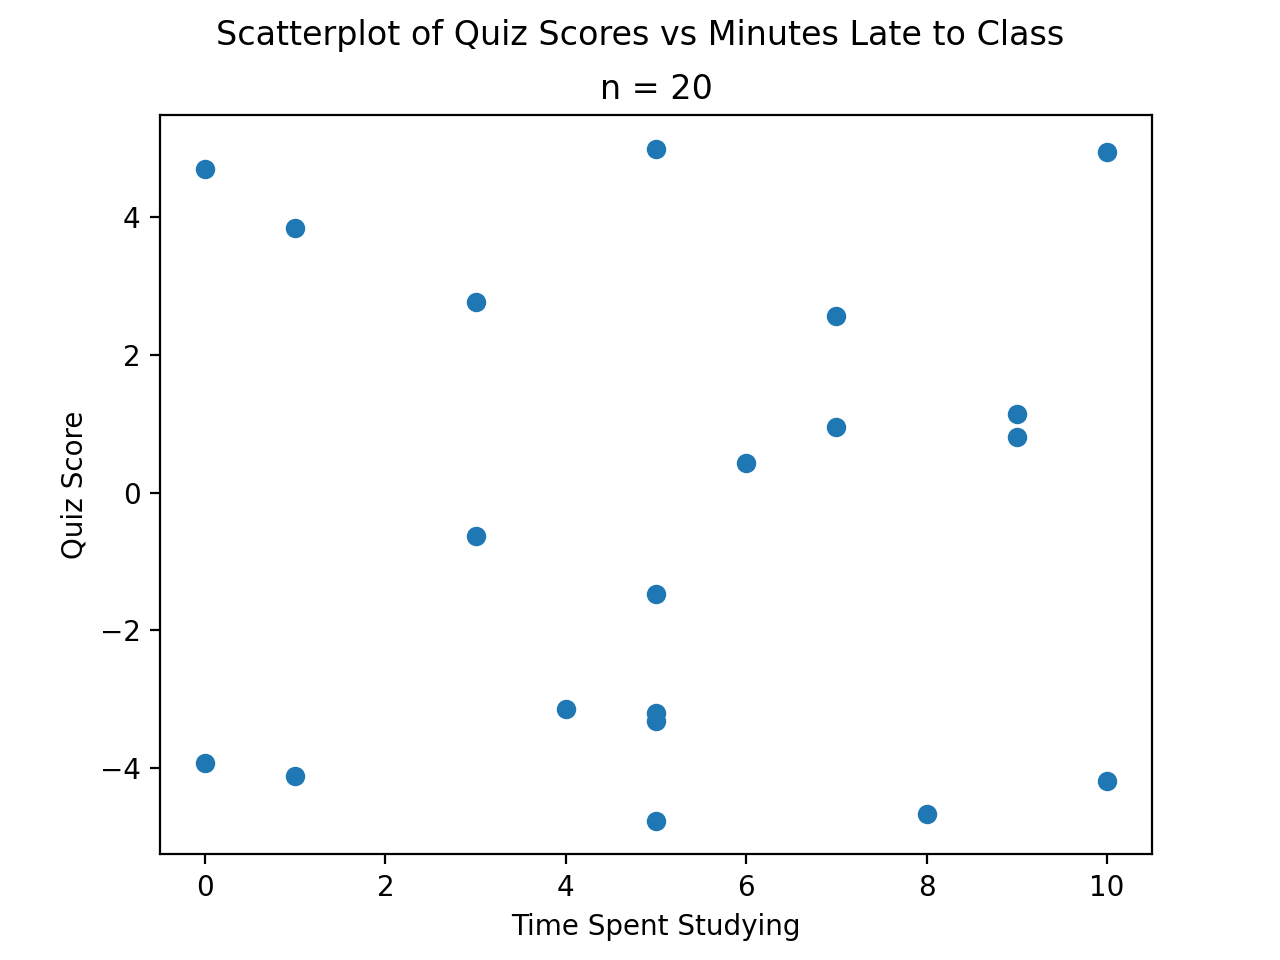 Scatterplot of Quiz Scores vs Minutes Late to Class
n = 20
4
2
0
−2
−4
Quiz Score
0 2 4 6 8 10
Time Spent Studying